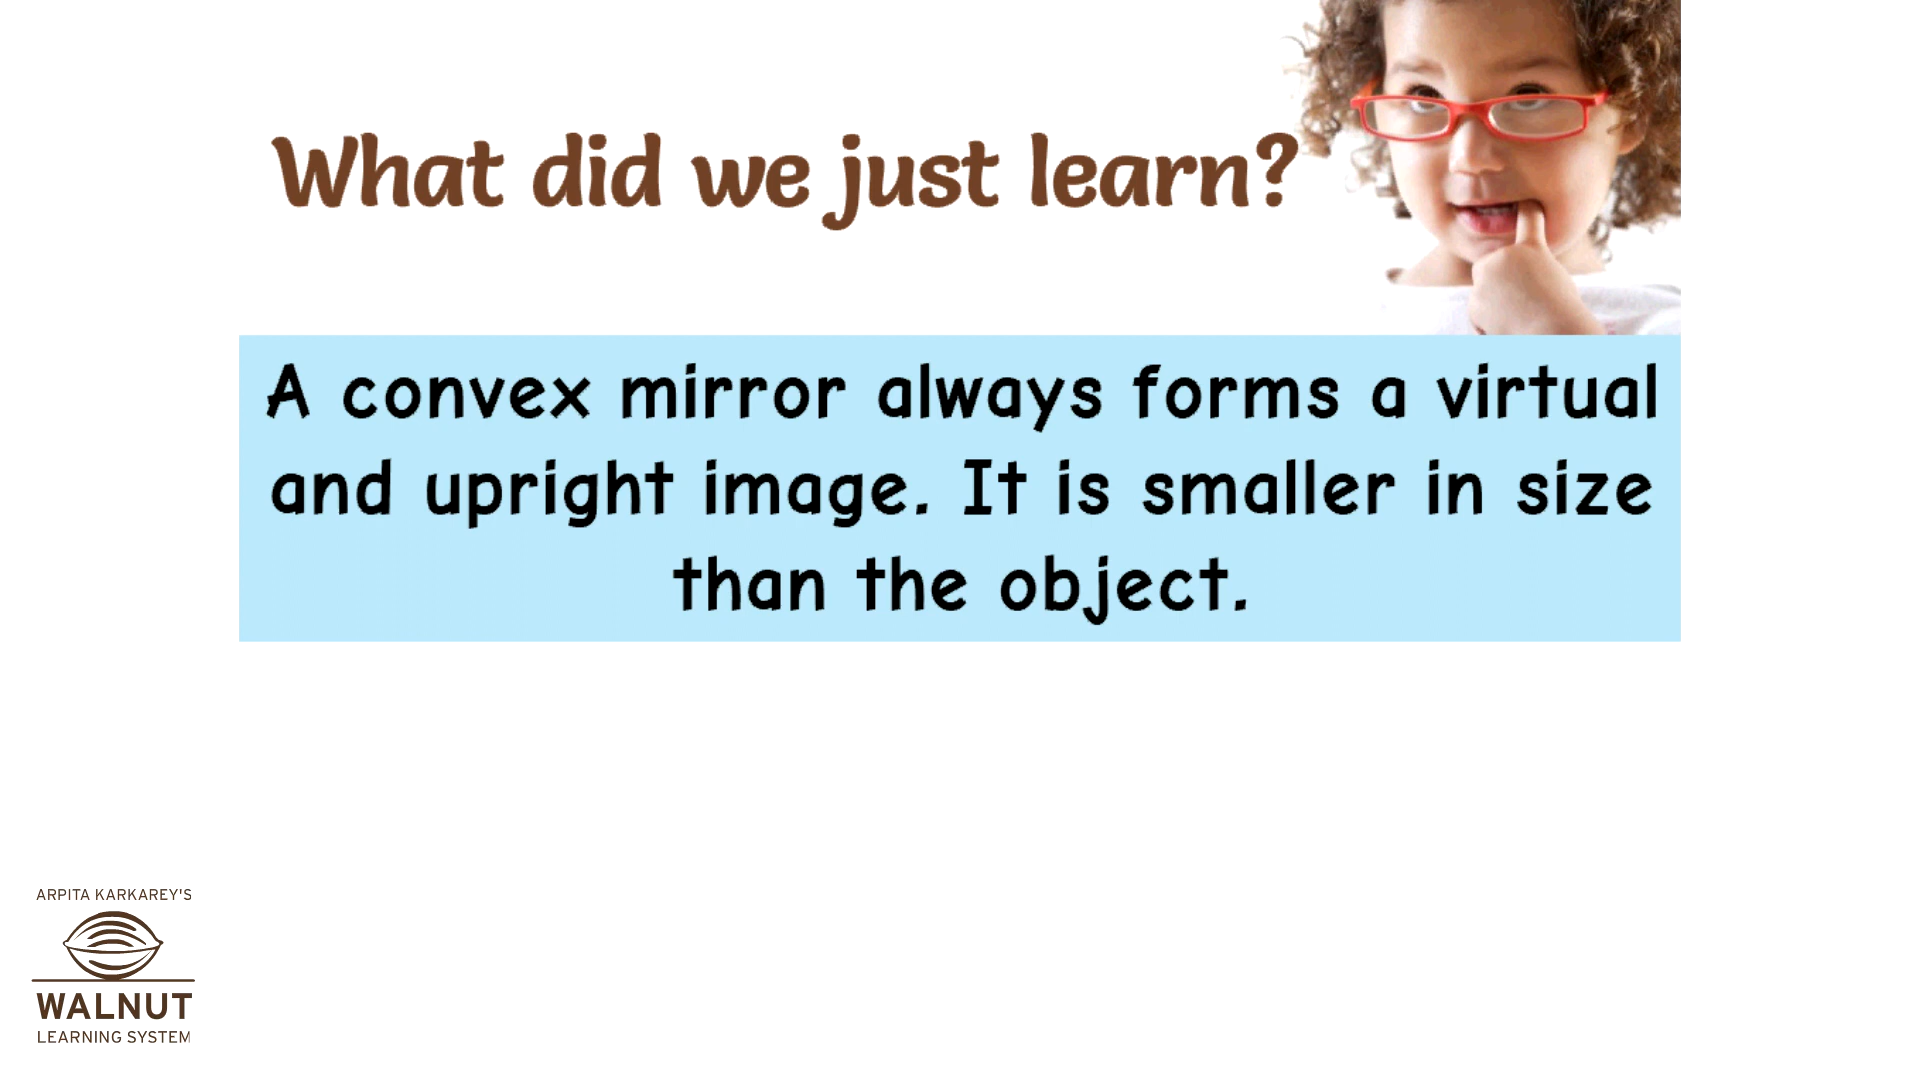 What did we just learn?
A convex mirror always forms a virtual
and upright image. It is smaller in size
than the object.
ARPITA KARKAREY'S
WALNUT
LEARNING SYSTEM